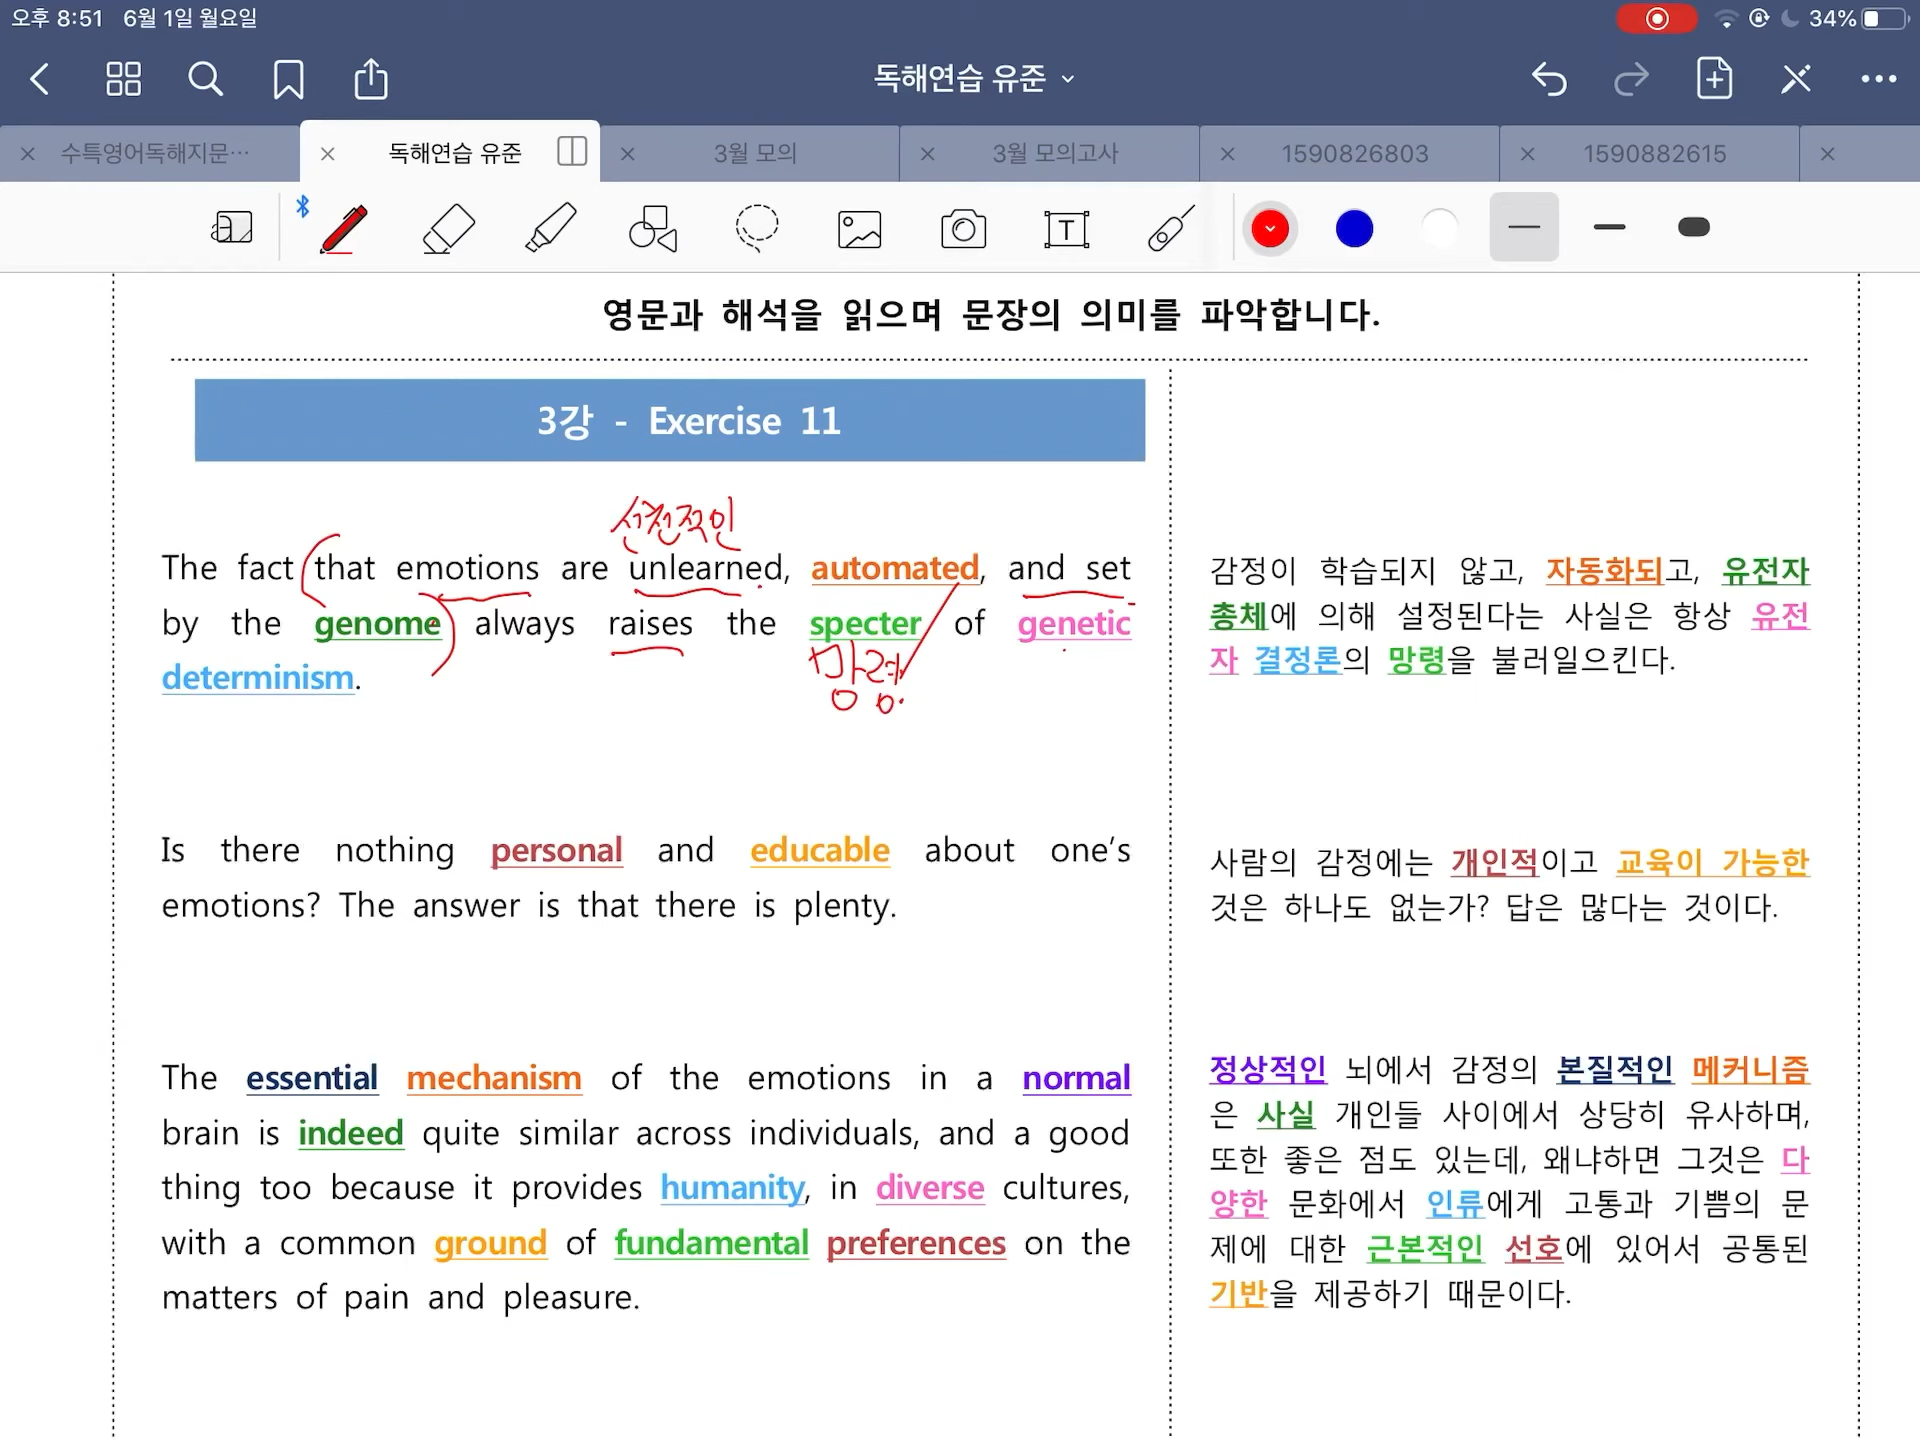 오후 8:51 6월 1일 월요일
34%
독해연습 유준
수특영어독해지문…
독해연습 유준
3월 모의
3월 모의고사
1590826803
1590882615
영문과 해석을 읽으며 문장의 의미를 파악합니다.
3강 - Exercise 11
선천적인
The fact that emotions are unlearned, automated, and set
by the genome always raises the specter of genetic
망령
determinism.
감정이 학습되지 않고, 자동화되고, 유전자
총체에 의해 설정된다는 사실은 항상 유전
자 결정론의 망령을 불러일으킨다.
Is there nothing personal and educable about one's
emotions? The answer is that there is plenty.
사람의 감정에는 개인적이고 교육이 가능한
것은 하나도 없는가? 답은 많다는 것이다.
The essential mechanism of the emotions in a normal
brain is indeed quite similar across individuals, and a good
thing too because it provides humanity, in diverse cultures,
with a common ground of fundamental preferences on the
matters of pain and pleasure.
정상적인 뇌에서 감정의 본질적인 메커니즘
은 사실 개인들 사이에서 상당히 유사하며,
또한 좋은 점도 있는데, 왜냐하면 그것은 다
양한 문화에서 인류에게 고통과 기쁨의 문
제에 대한 근본적인 선호에 있어서 공통된
기반을 제공하기 때문이다.